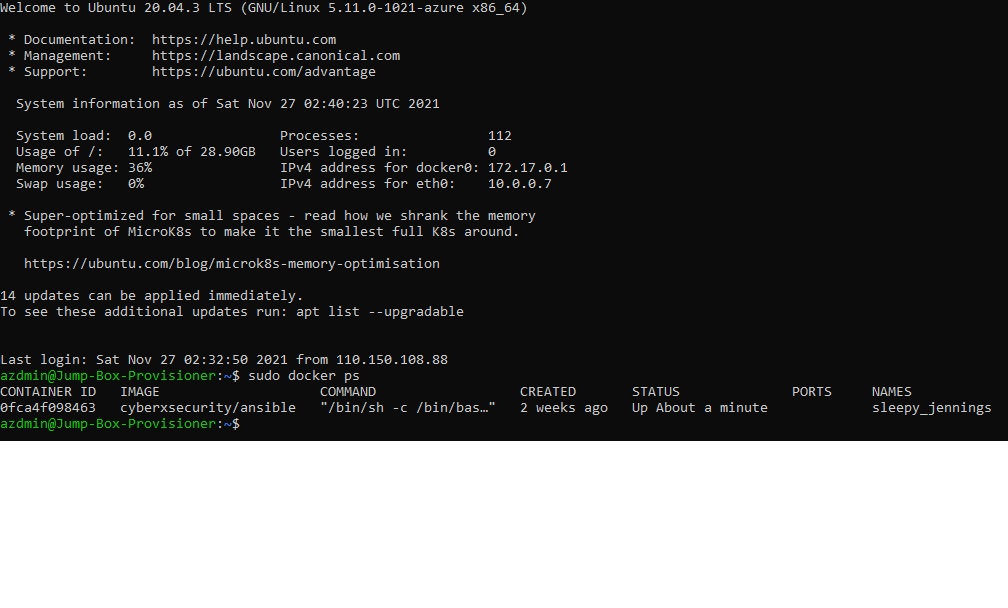 Welcome to Ubuntu 20.04.3 LTS (GNU/Linux 5.11.0-1021-azure x86_64)

 * Documentation:  https://help.ubuntu.com
 * Management:     https://landscape.canonical.com
 * Support:        https://ubuntu.com/advantage

  System information as of Sat Nov 27 02:40:23 UTC 2021

  System load:  0.0                Processes:                112
  Usage of /:   11.1% of 28.90GB   Users logged in:          0
  Memory usage: 36%                IPv4 address for docker0: 172.17.0.1
  Swap usage:   0%                 IPv4 address for eth0:    10.0.0.7

 * Super-optimized for small spaces - read how we shrank the memory
   footprint of MicroK8s to make it the smallest full K8s around.

   https://ubuntu.com/blog/microk8s-memory-optimisation

14 updates can be applied immediately.
To see these additional updates run: apt list --upgradable


Last login: Sat Nov 27 02:32:50 2021 from 110.150.108.88
azdmin@Jump-Box-Provisioner:~$ sudo docker ps
CONTAINER ID   IMAGE                    COMMAND                  CREATED       STATUS              PORTS     NAMES
0fca4f098463   cyberxsecurity/ansible   "/bin/sh -c /bin/bas…"   2 weeks ago   Up About a minute             sleepy_jennings
azdmin@Jump-Box-Provisioner:~$